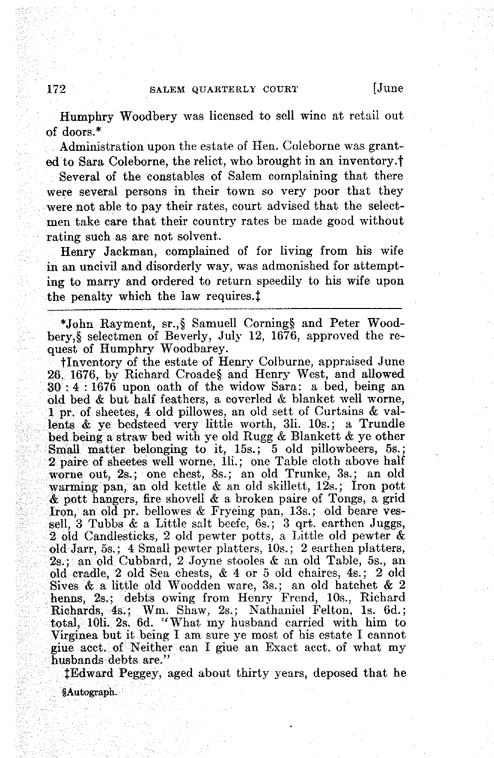 172 SALEM QUARTERLY COURT [June
Humphry Woodbery was licensed to sell wine at retail out
of doors.*
Administration upon the estate of Hen. Coleborne was grant-
ed to Sara Coleborne, the relict, who brought in an inventory.†
Several of the constables of Salem complaining that there
were several persons in their town so very poor that they
were not able to pay their rates, court advised that the select-
men take care that their country rates be made good without
rating such as are not solvent.
Henry Jackman, complained of for living from his wife
in an uncivil and disorderly way, was admonished for attempt-
ing to marry and ordered to return speedily to his wife upon
the penalty which the law requires.‡
*John Rayment, sr.,§ Samuell Corning§ and Peter Wood-
bery,§ selectmen of Beverly, July 12, 1676, approved the re-
quest of Humphry Woodbarey.
†Inventory of the estate of Henry Colburne, appraised June
26, 1676, by Richard Croade§ and Henry West, and allowed
30 : 4 : 1676 upon oath of the widow Sara: a bed, being an
old bed & but half feathers, a coverled & blanket well worne,
1 pr. of sheetes, 4 old pillowes, an old sett of Curtains & val-
lents & ye bedsteed very little worth, 3li. 10s.; a Trundle
bed being a straw bed with ye old Rugg & Blankett & ye other
Small matter belonging to it, 15s.; 5 old pillowbeers, 5s.;
2 paire of sheetes well worne, 1li.; one Table cloth above half
worne out, 2s.; one chest, 8s.; an old Trunke, 3s.; an old
warming pan, an old kettle & an old skillett, 12s.; Iron pott
& pott hangers, fire shovell & a broken paire of Tongs, a grid
Iron, an old pr. bellowes & Fryeing pan, 13s.; old beare ves-
sell, 3 Tubbs & a Little salt beefe, 6s.; 3 qrt. earthen Juggs,
2 old Candlesticks, 2 old pewter potts, a Little old pewter &
old Jarr, 5s.; 4 Small pewter platters, 10s.; 2 earthen platters,
2s.; an old Cubbard, 2 Joyne stooles & an old Table, 5s., an
old cradle, 2 old Sea chests, & 4 or 5 old chaires, 4s.; 2 old
Sives & a little old Woodden ware, 3s.; an old hatchet & 2
henns, 2s.; debts owing from Henry Frend, 10s., Richard
Richards, 4s.; Wm. Shaw, 2s.; Nathaniel Felton, 1s. 6d.;
total, 10li. 2s. 6d. "What my husband carried with him to
Virginea but it being I am sure ye most of his estate I cannot
giue acct. of Neither can I giue an Exact acct. of what my
husbands debts are."
‡Edward Peggey, aged about thirty years, deposed that he
§Autograph.